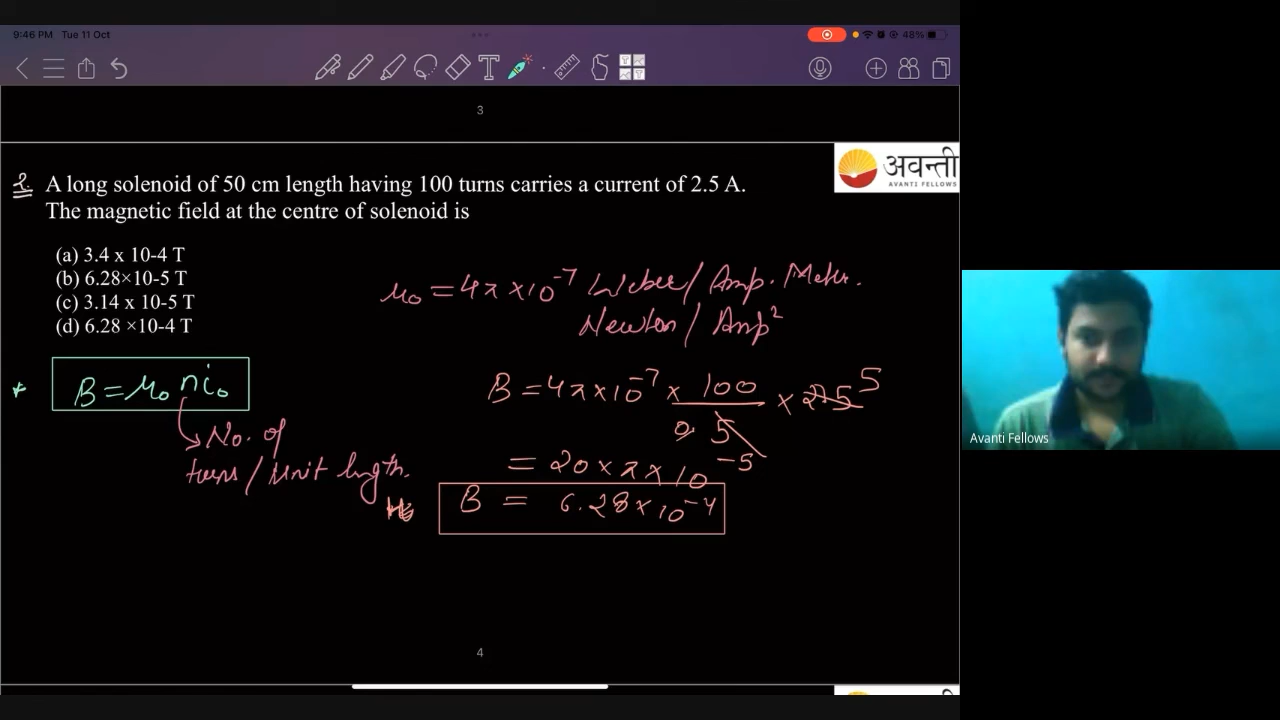 9:46 PM Tue 11 Oct
48%
3
अवन्ती
AVANTI FELLOWS
2. A long solenoid of 50 cm length having 100 turns carries a current of 2.5 A.
The magnetic field at the centre of solenoid is
(a) 3.4 x 10-4 T
(b) 6.28×10-5 T
(c) 3.14 x 10-5 T
(d) 6.28 ×10-4 T
μ₀ = 4π×10⁻⁷ Weber/Amp. Meter.
Newton/Amp²
B = μ₀ni₀
No. of
turns/Unit length.
B = 4π×10⁻⁷ × 100 × 2.5 5
0.5
= 20×π×10⁻⁵
B = 6.28×10⁻⁴
Avanti Fellows
4